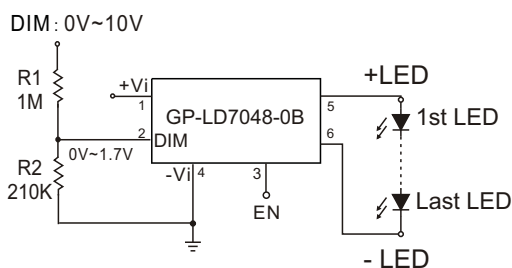 DIM: 0V~10V
R1
1M
+Vi
1
GP-LD7048-0B
5
+LED
1st LED
2
DIM
0V~1.7V
6
R2
210K
-Vi
4
3
EN
Last LED
- LED